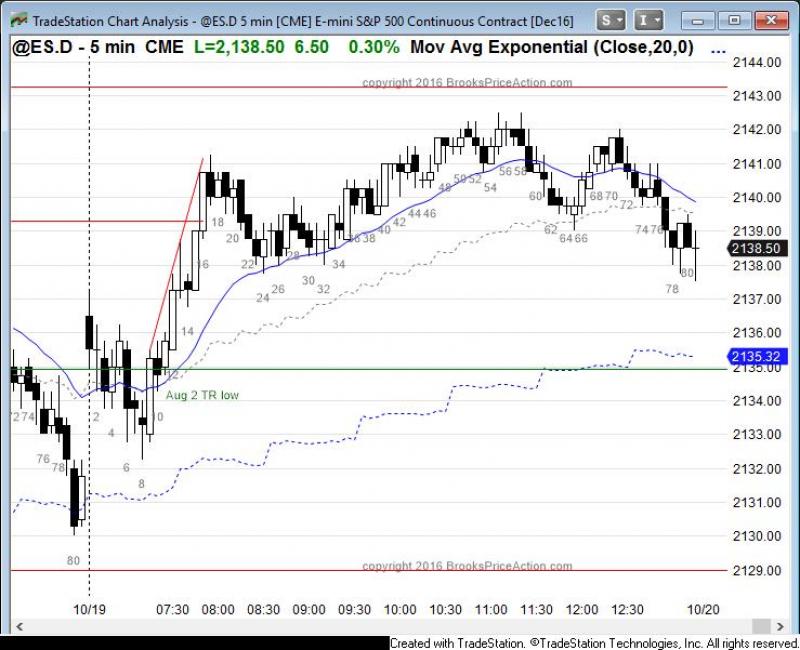 TradeStation Chart Analysis - @ES.D 5 min [CME] E-mini S&P 500 Continuous Contract [Dec16]
S
I
@ES.D - 5 min CME L=2,138.50 6.50 0.30% Mov Avg Exponential (Close,20,0) ...
2144.00
copyright 2016 BrooksPriceAction.com
2143.00
2142.00
2141.00
56 58
50 52
48 54
2140.00
60 68 70
72
44 46
42
18
2139.00
40
62 74 76
20 36 38 64 66
2138.50
28
2138.00
16 22 34
80
30
26 32 78
24
2137.00
14
2136.00
2135.32
2135.00
12
Aug 2 TR low
2134.00
72 74 2 10
4
2133.00
76
78 6
2132.00
8
2131.00
2130.00
80
copyright 2016 BrooksPriceAction.com
2129.00
10/19 07:30 08:00 08:30 09:00 09:30 10:00 10:30 11:00 11:30 12:00 12:30 10/20
Created with TradeStation. ©TradeStation Technologies, Inc. All rights reserved.